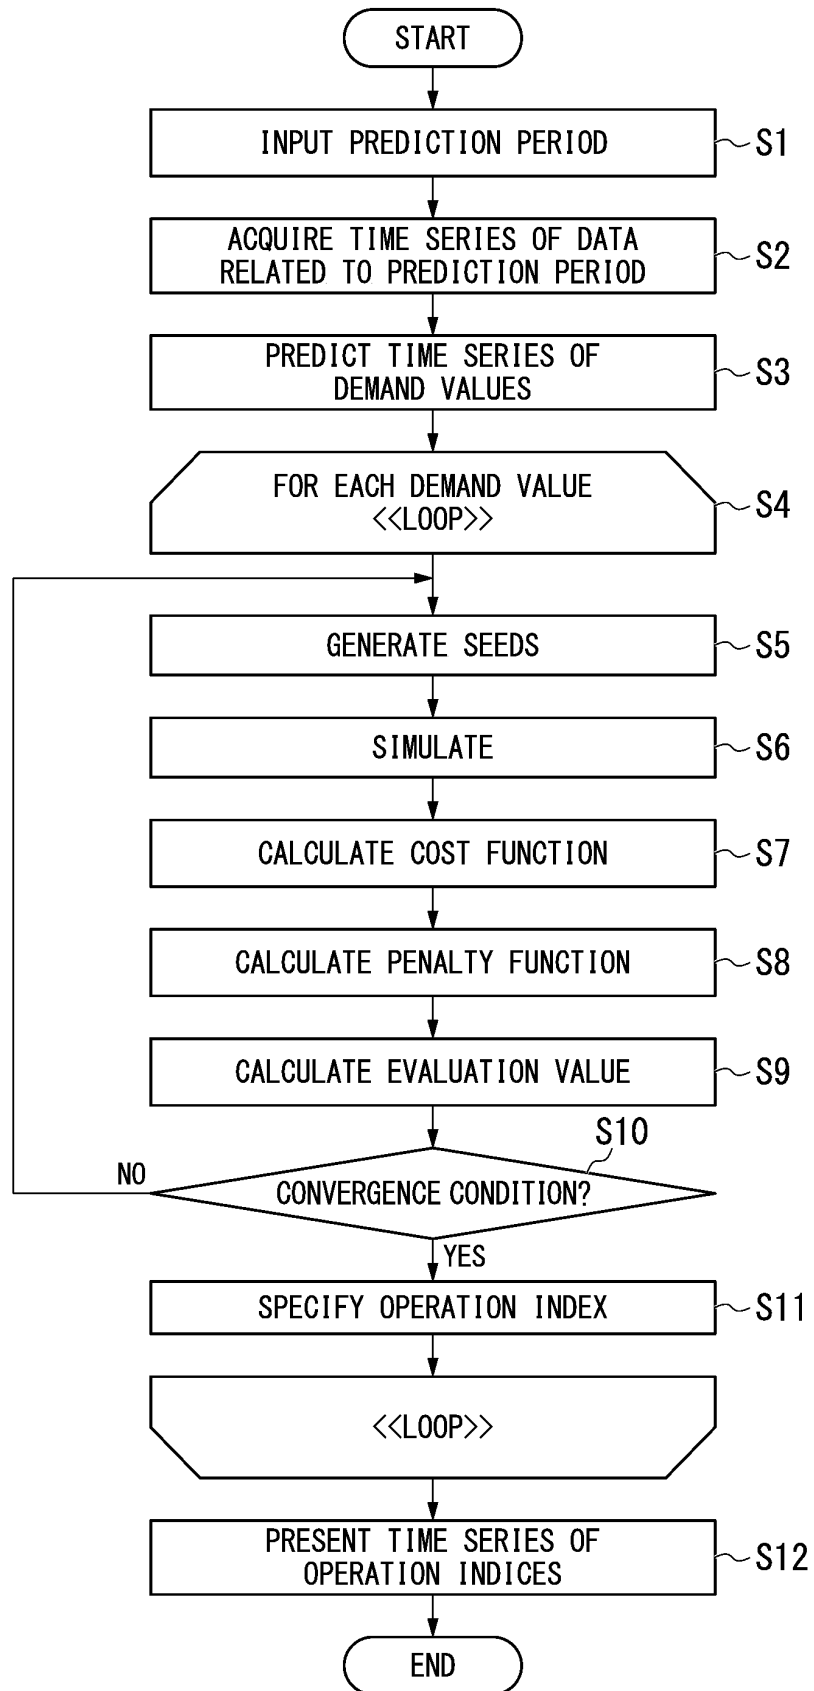 START
INPUT PREDICTION PERIOD
S1
ACQUIRE TIME SERIES OF DATA
RELATED TO PREDICTION PERIOD
S2
PREDICT TIME SERIES OF
DEMAND VALUES
S3
FOR EACH DEMAND VALUE
<<LOOP>>
S4
GENERATE SEEDS
S5
SIMULATE
S6
CALCULATE COST FUNCTION
S7
CALCULATE PENALTY FUNCTION
S8
CALCULATE EVALUATION VALUE
S9
S10
NO
CONVERGENCE CONDITION?
YES
SPECIFY OPERATION INDEX
S11
<<LOOP>>
PRESENT TIME SERIES OF
OPERATION INDICES
S12
END